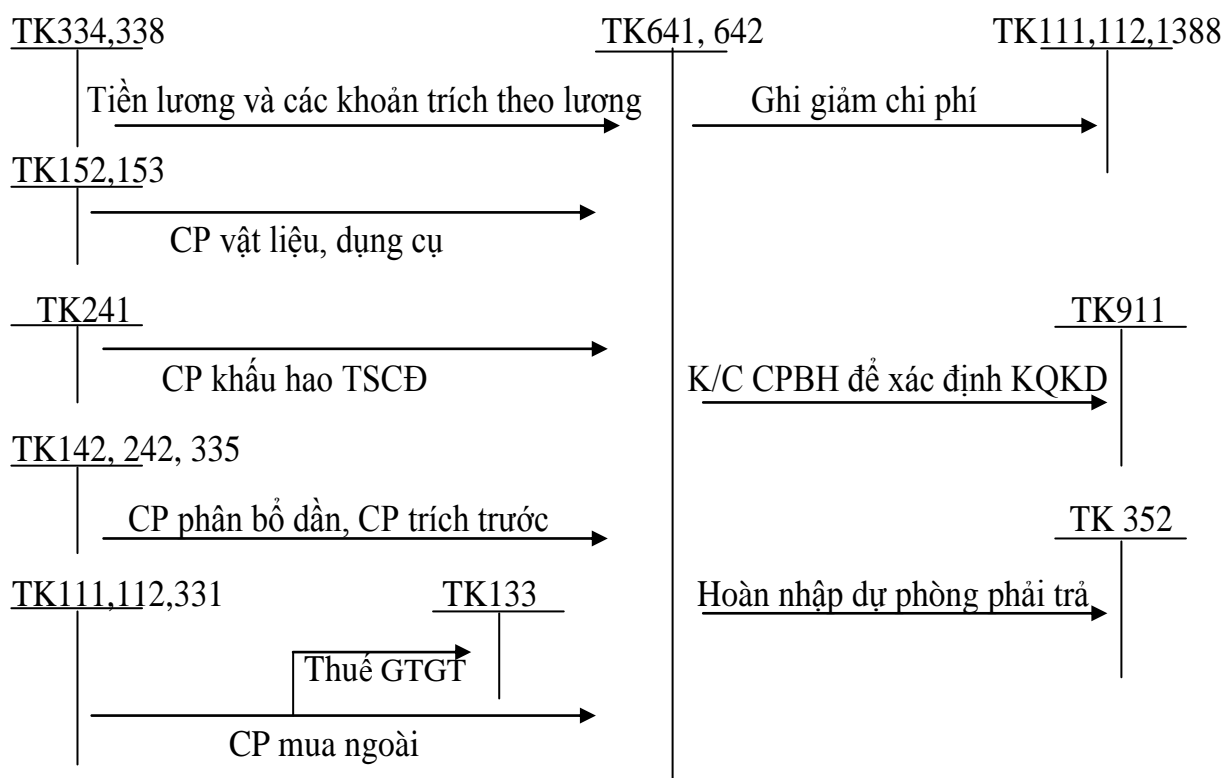 TK334,338
TK641, 642
TK111,112,1388
Tiền lương và các khoản trích theo lương
Ghi giảm chi phí
TK152,153
CP vật liệu, dụng cụ
TK241
TK911
CP khấu hao TSCĐ
K/C CPBH để xác định KQKD
TK142, 242, 335
CP phân bổ dần, CP trích trước
TK 352
TK111,112,331
TK133
Hoàn nhập dự phòng phải trả
Thuế GTGT
CP mua ngoài